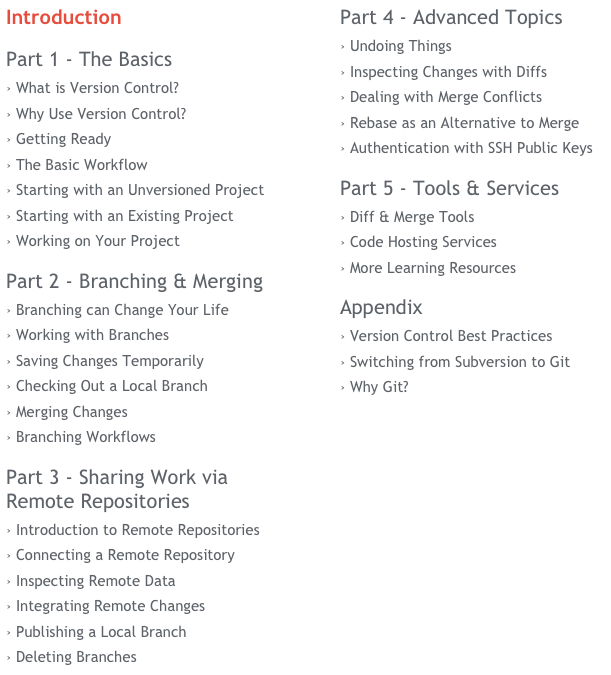 Introduction
Part 1 - The Basics
› What is Version Control?
› Why Use Version Control?
› Getting Ready
› The Basic Workflow
› Starting with an Unversioned Project
› Starting with an Existing Project
› Working on Your Project
Part 2 - Branching & Merging
› Branching can Change Your Life
› Working with Branches
› Saving Changes Temporarily
› Checking Out a Local Branch
› Merging Changes
› Branching Workflows
Part 3 - Sharing Work via
Remote Repositories
› Introduction to Remote Repositories
› Connecting a Remote Repository
› Inspecting Remote Data
› Integrating Remote Changes
› Publishing a Local Branch
› Deleting Branches
Part 4 - Advanced Topics
› Undoing Things
› Inspecting Changes with Diffs
› Dealing with Merge Conflicts
› Rebase as an Alternative to Merge
› Authentication with SSH Public Keys
Part 5 - Tools & Services
› Diff & Merge Tools
› Code Hosting Services
› More Learning Resources
Appendix
› Version Control Best Practices
› Switching from Subversion to Git
› Why Git?